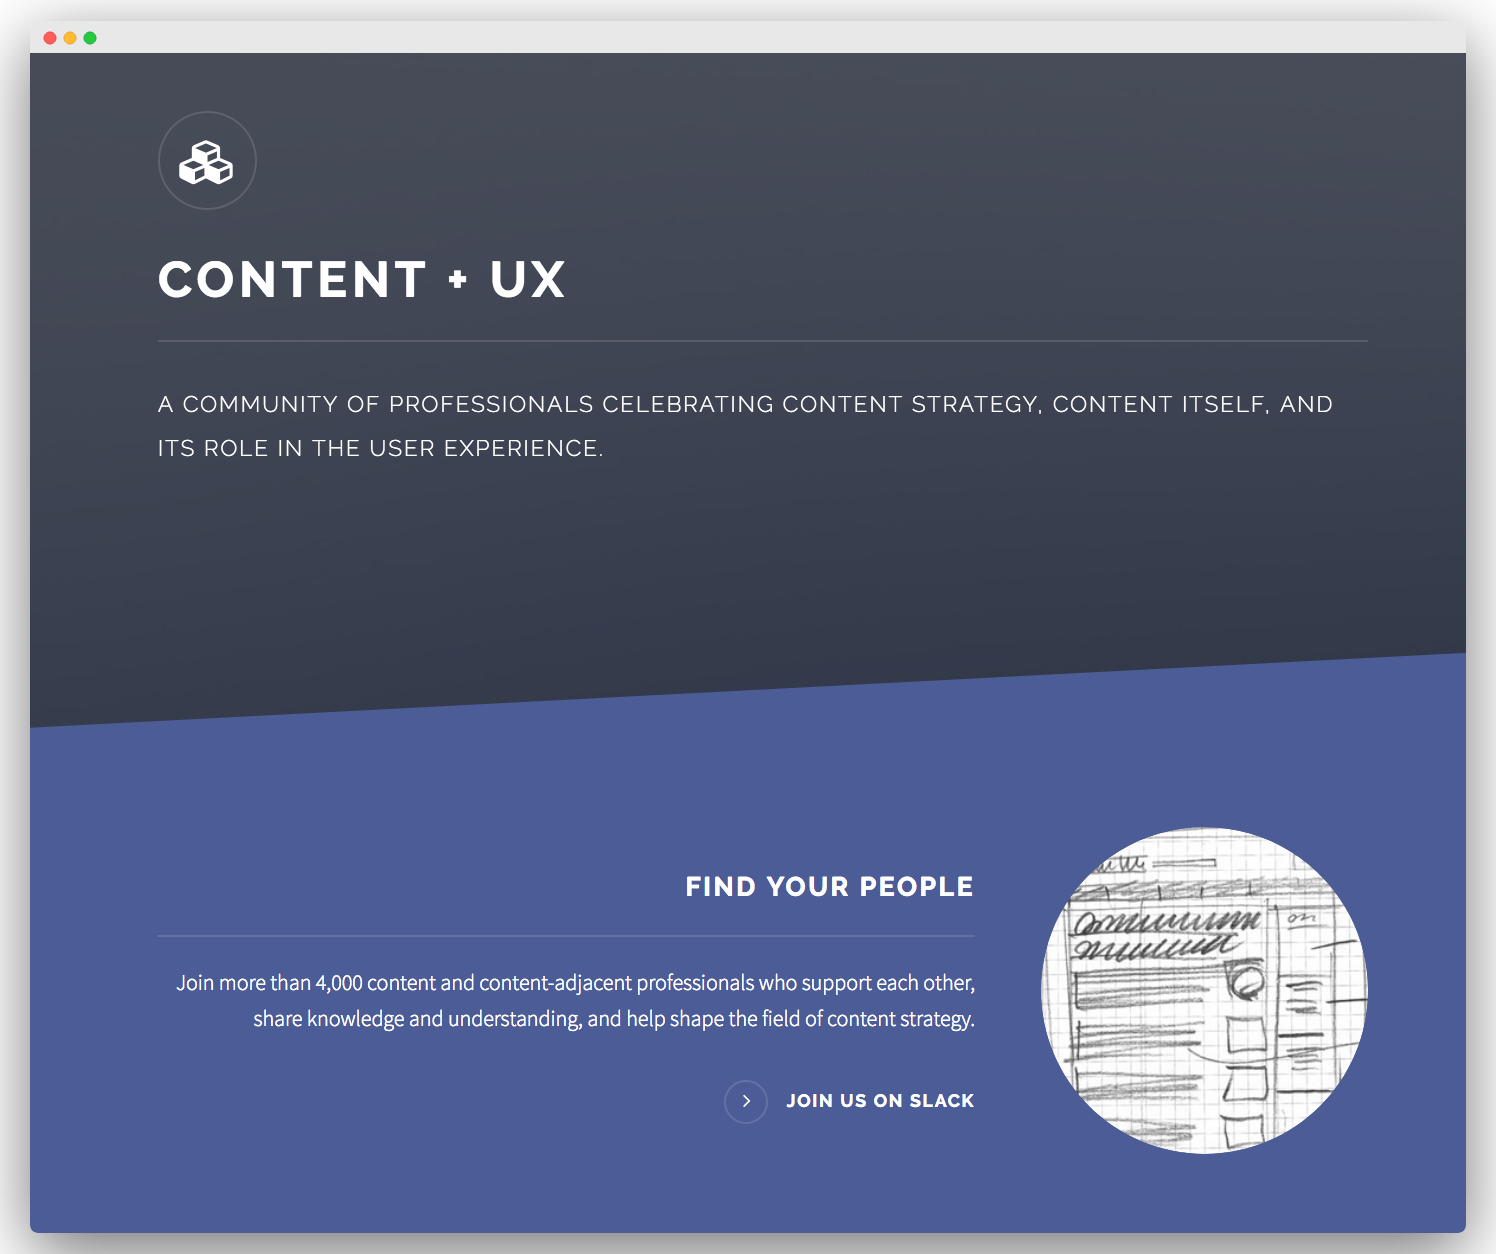 CONTENT + UX
A COMMUNITY OF PROFESSIONALS CELEBRATING CONTENT STRATEGY, CONTENT ITSELF, AND
ITS ROLE IN THE USER EXPERIENCE.
FIND YOUR PEOPLE
Join more than 4,000 content and content-adjacent professionals who support each other,
share knowledge and understanding, and help shape the field of content strategy.
JOIN US ON SLACK